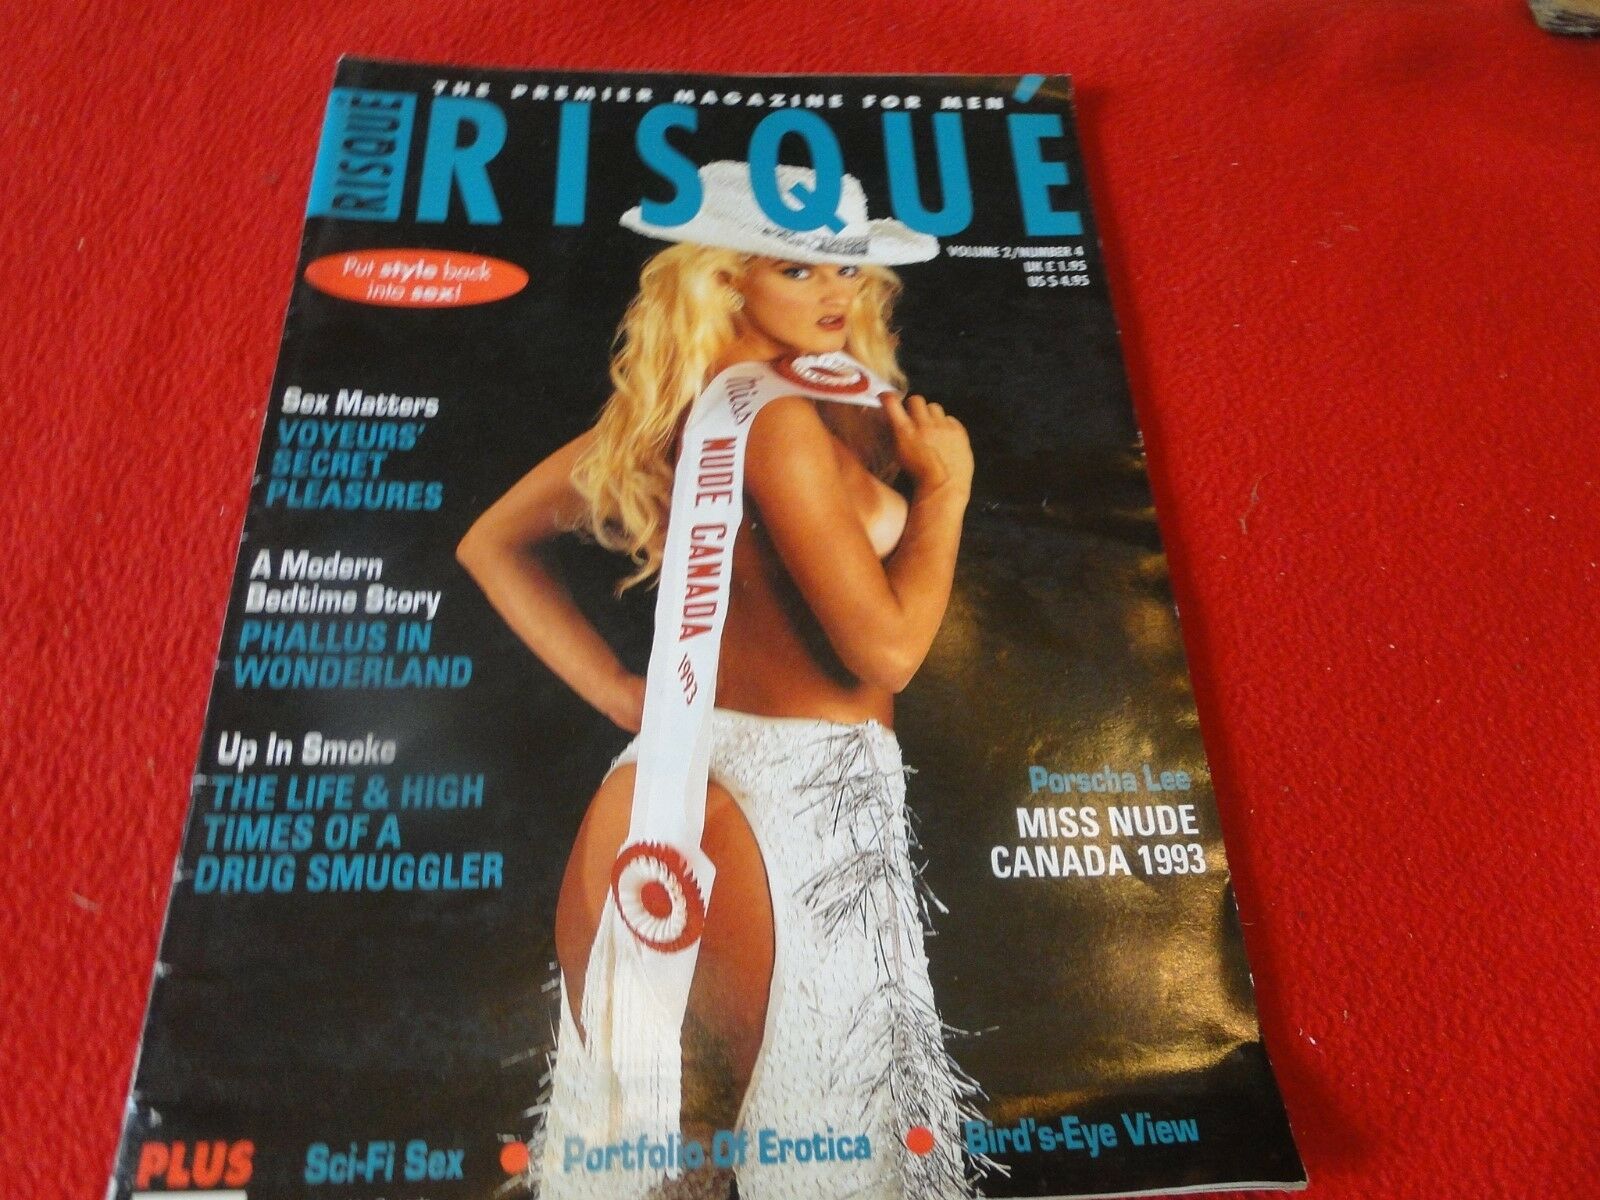 THE PREMIER MAGAZINE FOR MEN
RISQUÉ
RISQUÉ
VOLUME 2/NUMBER 4
UK £ 1.95
US $ 4.95
Put style back
into sex!
Sex Matters
VOYEURS'
SECRET
PLEASURES
A Modern
Bedtime Story
PHALLUS IN
WONDERLAND
Up In Smoke
THE LIFE & HIGH
TIMES OF A
DRUG SMUGGLER
Miss NUDE CANADA 1993
Porscha Lee
MISS NUDE
CANADA 1993
PLUS Sci-Fi Sex • Portfolio Of Erotica • Bird's-Eye View